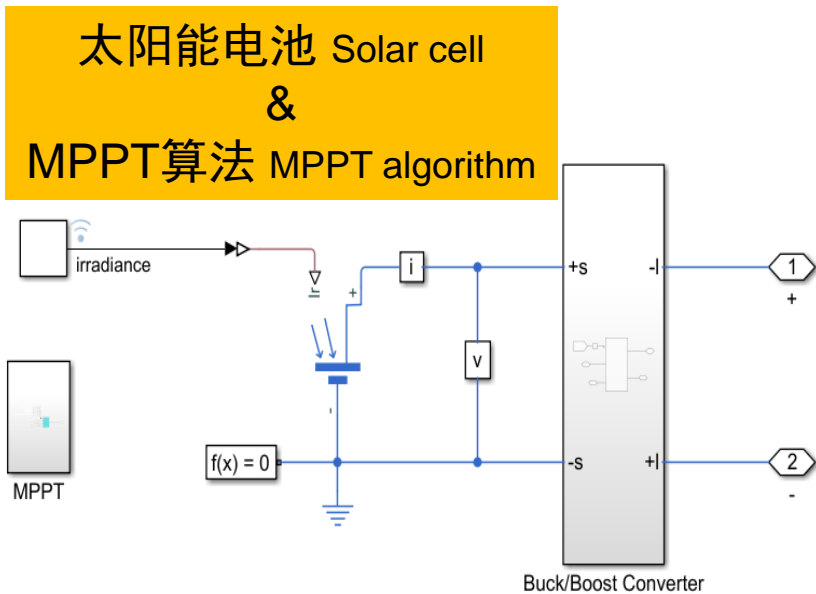 太阳能电池 Solar cell
&
MPPT算法 MPPT algorithm
irradiance
Ir
+
i
v
-
f(x) = 0
MPPT
+s
-s
-I
+I
1
+
2
-
Buck/Boost Converter